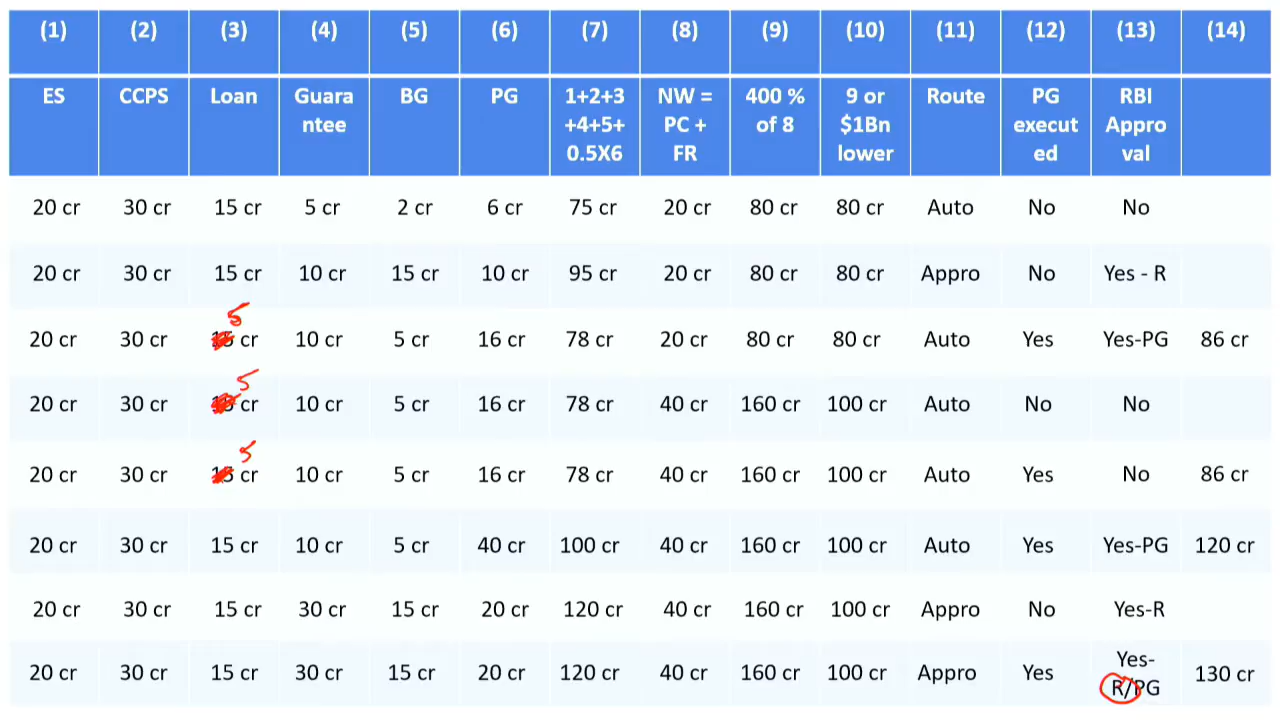 (1) (2) (3) (4) (5) (6) (7) (8) (9) (10) (11) (12) (13) (14)
ES CCPS Loan Guara BG PG 1+2+3 NW = 400 % 9 or Route PG RBI
ntee +4+5+ PC + of 8 $1Bn execut Appro
0.5X6 FR lower ed val
20 cr 30 cr 15 cr 5 cr 2 cr 6 cr 75 cr 20 cr 80 cr 80 cr Auto No No
20 cr 30 cr 15 cr 10 cr 15 cr 10 cr 95 cr 20 cr 80 cr 80 cr Appro No Yes - R
5
20 cr 30 cr 15 cr 10 cr 5 cr 16 cr 78 cr 20 cr 80 cr 80 cr Auto Yes Yes-PG 86 cr
5
20 cr 30 cr 15 cr 10 cr 5 cr 16 cr 78 cr 40 cr 160 cr 100 cr Auto No No
5
20 cr 30 cr 15 cr 10 cr 5 cr 16 cr 78 cr 40 cr 160 cr 100 cr Auto Yes No 86 cr
20 cr 30 cr 15 cr 10 cr 5 cr 40 cr 100 cr 40 cr 160 cr 100 cr Auto Yes Yes-PG 120 cr
20 cr 30 cr 15 cr 30 cr 15 cr 20 cr 120 cr 40 cr 160 cr 100 cr Appro No Yes-R
20 cr 30 cr 15 cr 30 cr 15 cr 20 cr 120 cr 40 cr 160 cr 100 cr Appro Yes Yes- 130 cr
R/PG